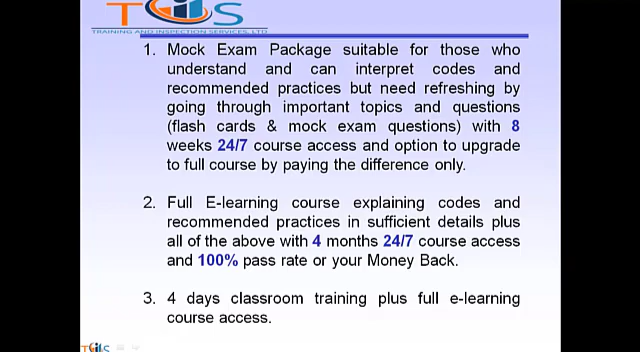 TIIS
TRAINING AND INSPECTION SERVICES, LTD
1. Mock Exam Package suitable for those who
understand and can interpret codes and
recommended practices but need refreshing by
going through important topics and questions
(flash cards & mock exam questions) with 8
weeks 24/7 course access and option to upgrade
to full course by paying the difference only.
2. Full E-learning course explaining codes and
recommended practices in sufficient details plus
all of the above with 4 months 24/7 course access
and 100% pass rate or your Money Back.
3. 4 days classroom training plus full e-learning
course access.
TIIS